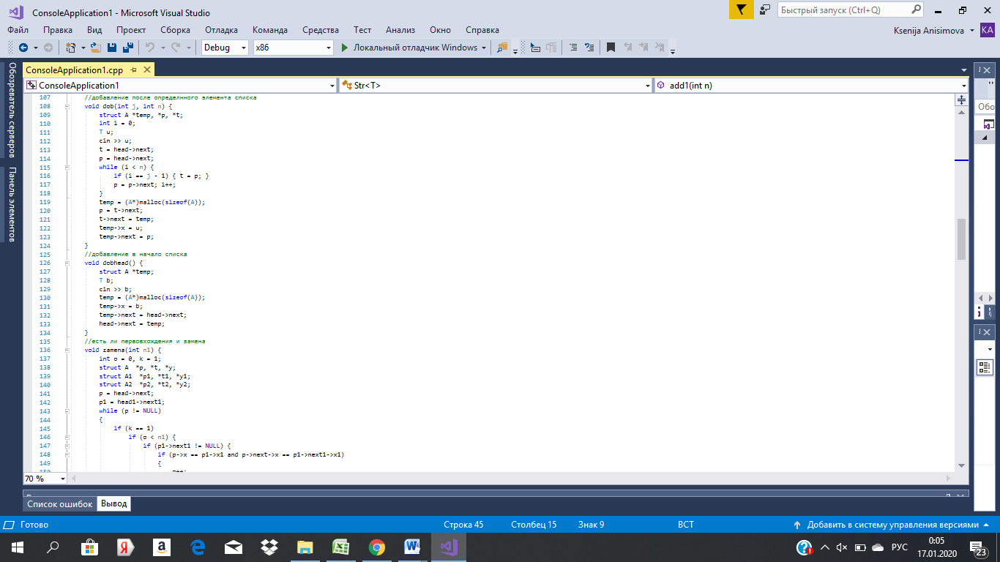 ConsoleApplication1 - Microsoft Visual Studio
Быстрый запуск (Ctrl+Q)
Файл Правка Вид Проект Сборка Отладка Команда Средства Тест Анализ Окно Справка
Ksenija Anisimova KA
Debug x86 Локальный отладчик Windows
Обозреватель серверов
Панель элементов
ConsoleApplication1.cpp
ConsoleApplication1 Str<T> add1(int n)
Обо
107 //добавление после определнного элемента списка
108 void dob(int j, int n) {
109 struct A *temp, *p, *t;
110 int i = 0;
111 T u;
112 cin >> u;
113 t = head->next;
114 p = head->next;
115 while (i < n) {
116 if (i == j - 1) { t = p; }
117 p = p->next; i++;
118 }
119 temp = (A*)malloc(sizeof(A));
120 p = t->next;
121 t->next = temp;
122 temp->x = u;
123 temp->next = p;
124 }
125 //добавление в начало списка
126 void dobhead() {
127 struct A *temp;
128 T b;
129 cin >> b;
130 temp = (A*)malloc(sizeof(A));
131 temp->x = b;
132 temp->next = head->next;
133 head->next = temp;
134 }
135 //есть ли первовхождения и замена
136 void zamena(int n1) {
137 int o = 0, k = 1;
138 struct A *p, *t, *y;
139 struct A1 *p1, *t1, *y1;
140 struct A2 *p2, *t2, *y2;
141 p = head->next;
142 p1 = head1->next1;
143 while (p != NULL)
144 {
145 if (k == 1)
146 if (o < n1) {
147 if (p1->next1 != NULL) {
148 if (p->x == p1->x1 and p->next->x == p1->next1->x1)
149 {
70 %
Список ошибок Вывод
Готово Строка 45 Столбец 15 Знак 9 ВСТ Добавить в систему управления версиями
РУС
0:05
17.01.2020
23